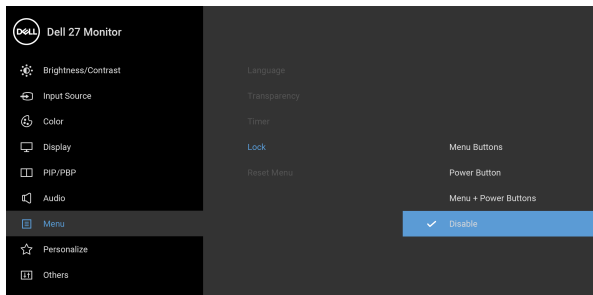 DELL
Dell 27 Monitor
Brightness/Contrast
Input Source
Color
Display
PIP/PBP
Audio
Menu
Personalize
Others
Language
Transparency
Timer
Lock
Reset Menu
Menu Buttons
Power Button
Menu + Power Buttons
Disable